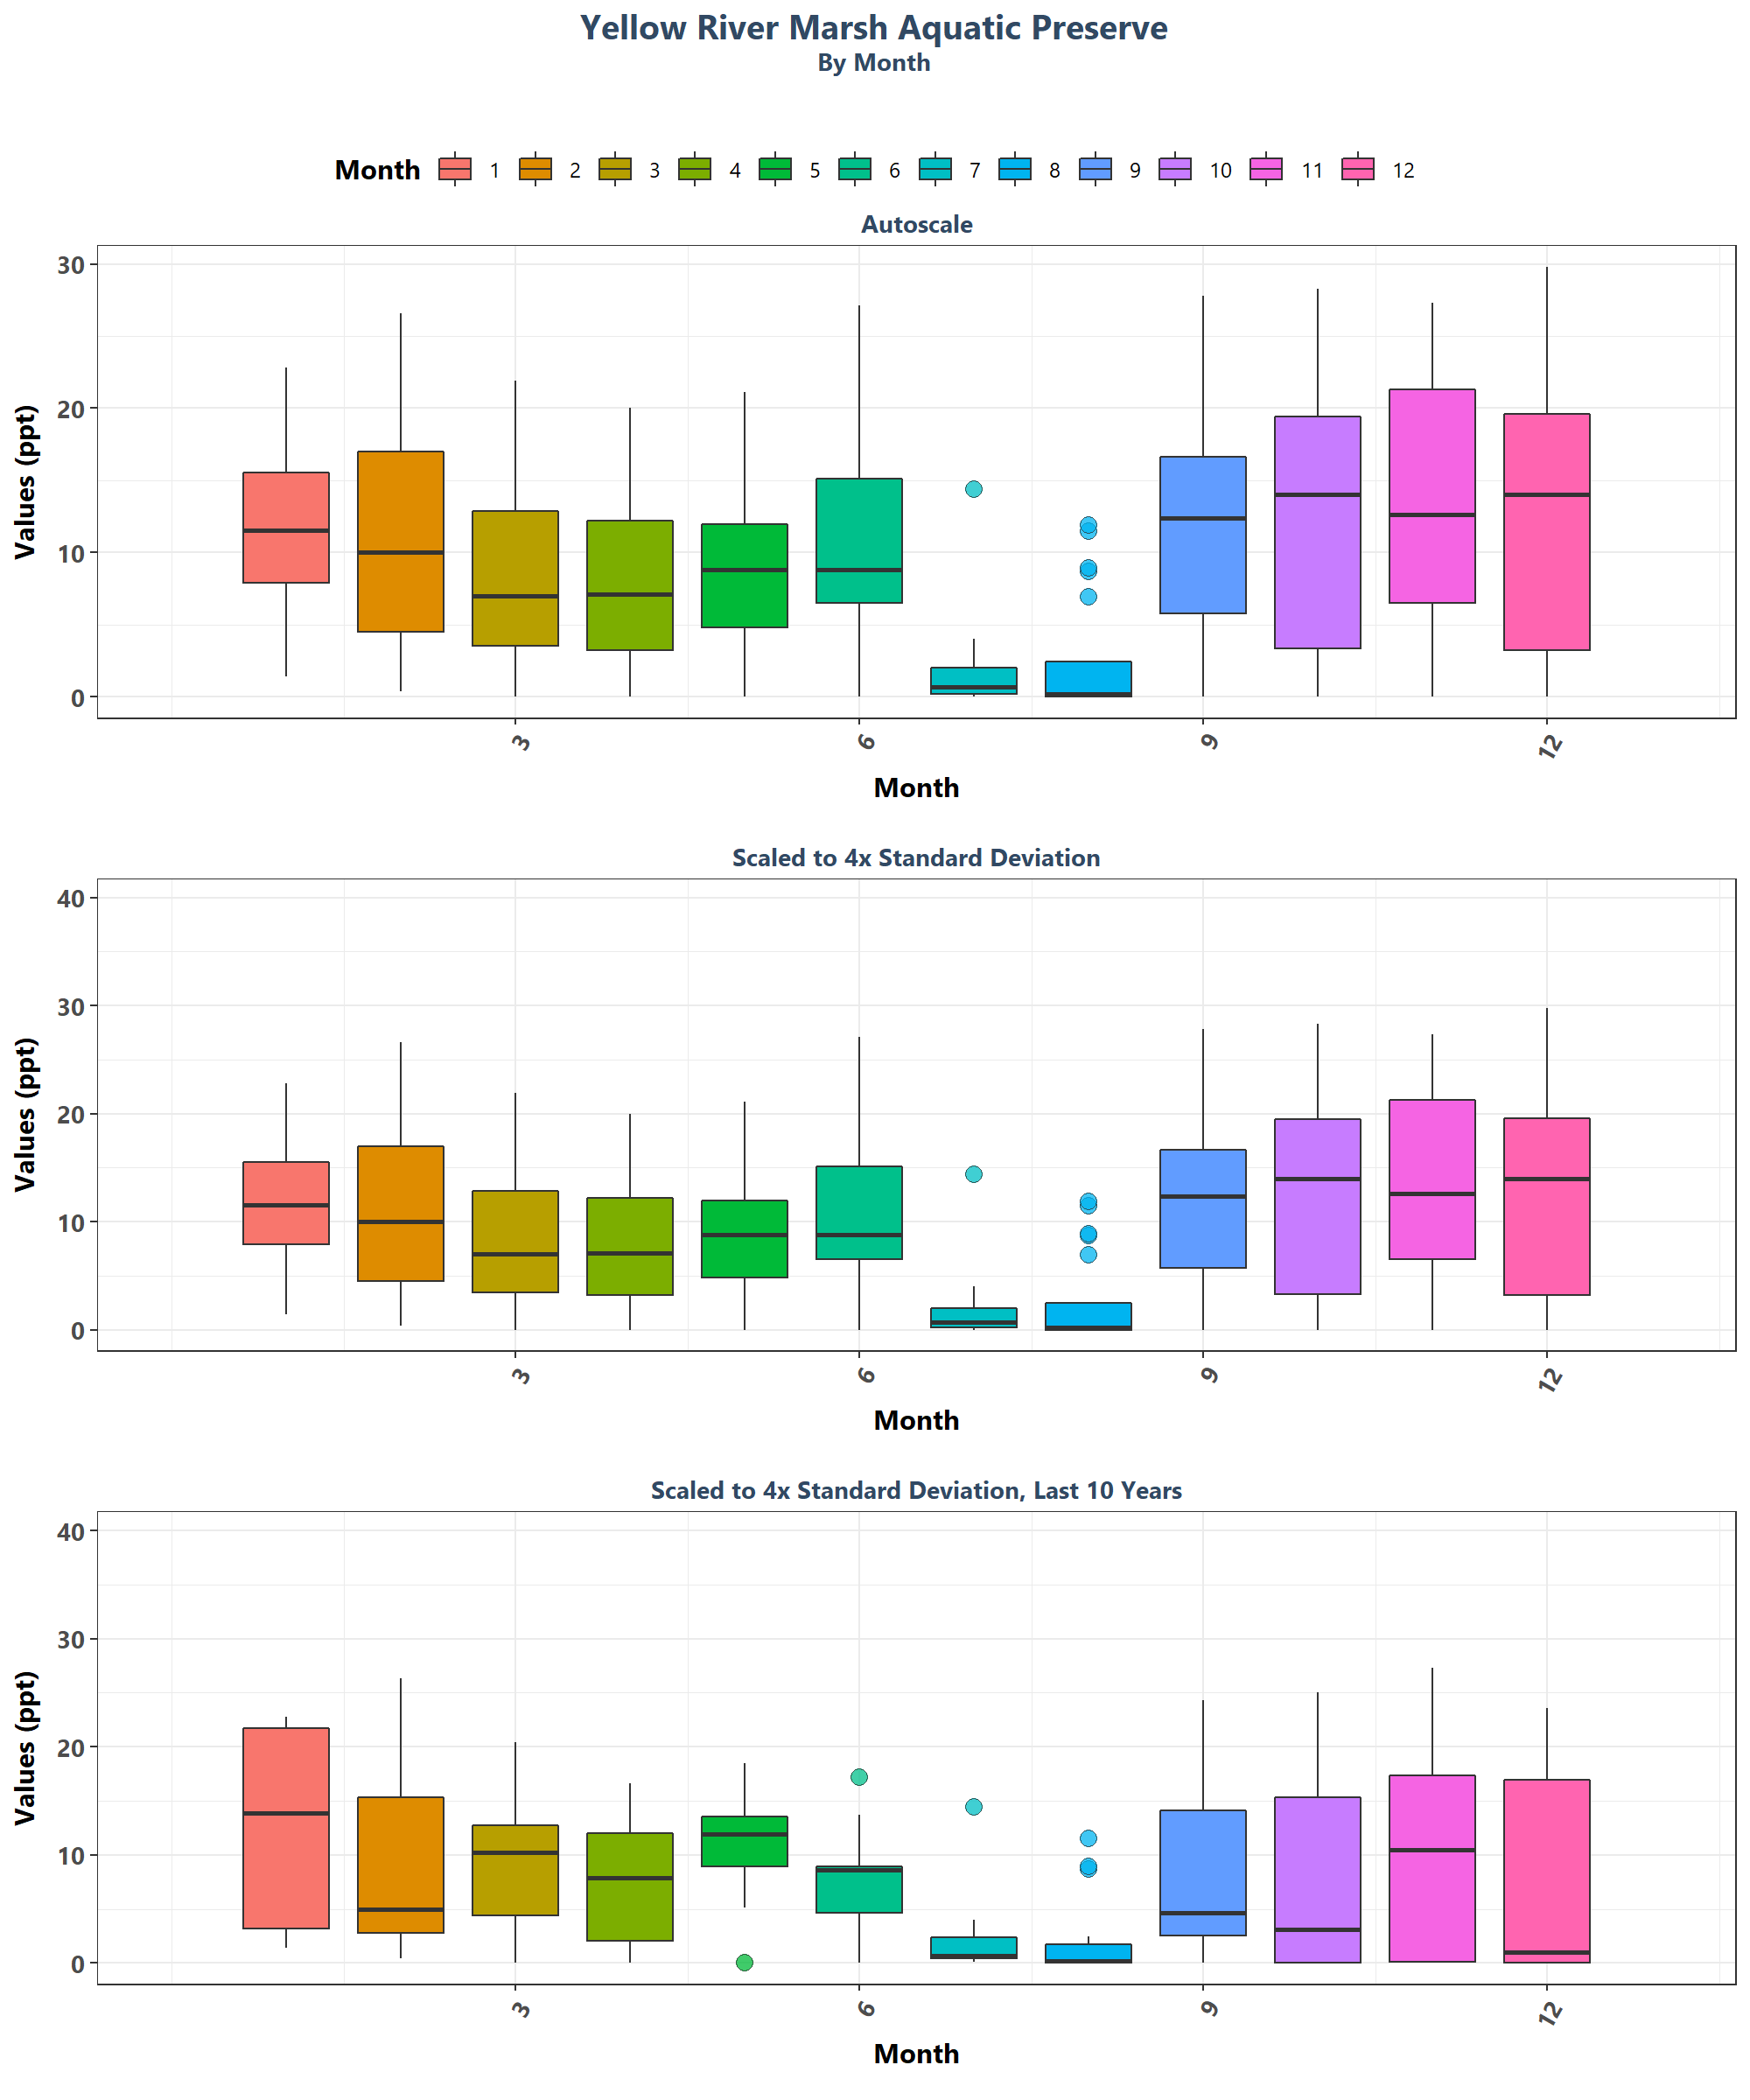 Yellow River Marsh Aquatic Preserve
By Month
Month 1 2 3 4 5 6 7 8 9 10 11 12
Autoscale
30
20
10
0
Values (ppt)
3 6 9 12
Month
Scaled to 4x Standard Deviation
40
30
20
10
0
Values (ppt)
3 6 9 12
Month
Scaled to 4x Standard Deviation, Last 10 Years
40
30
20
10
0
Values (ppt)
3 6 9 12
Month